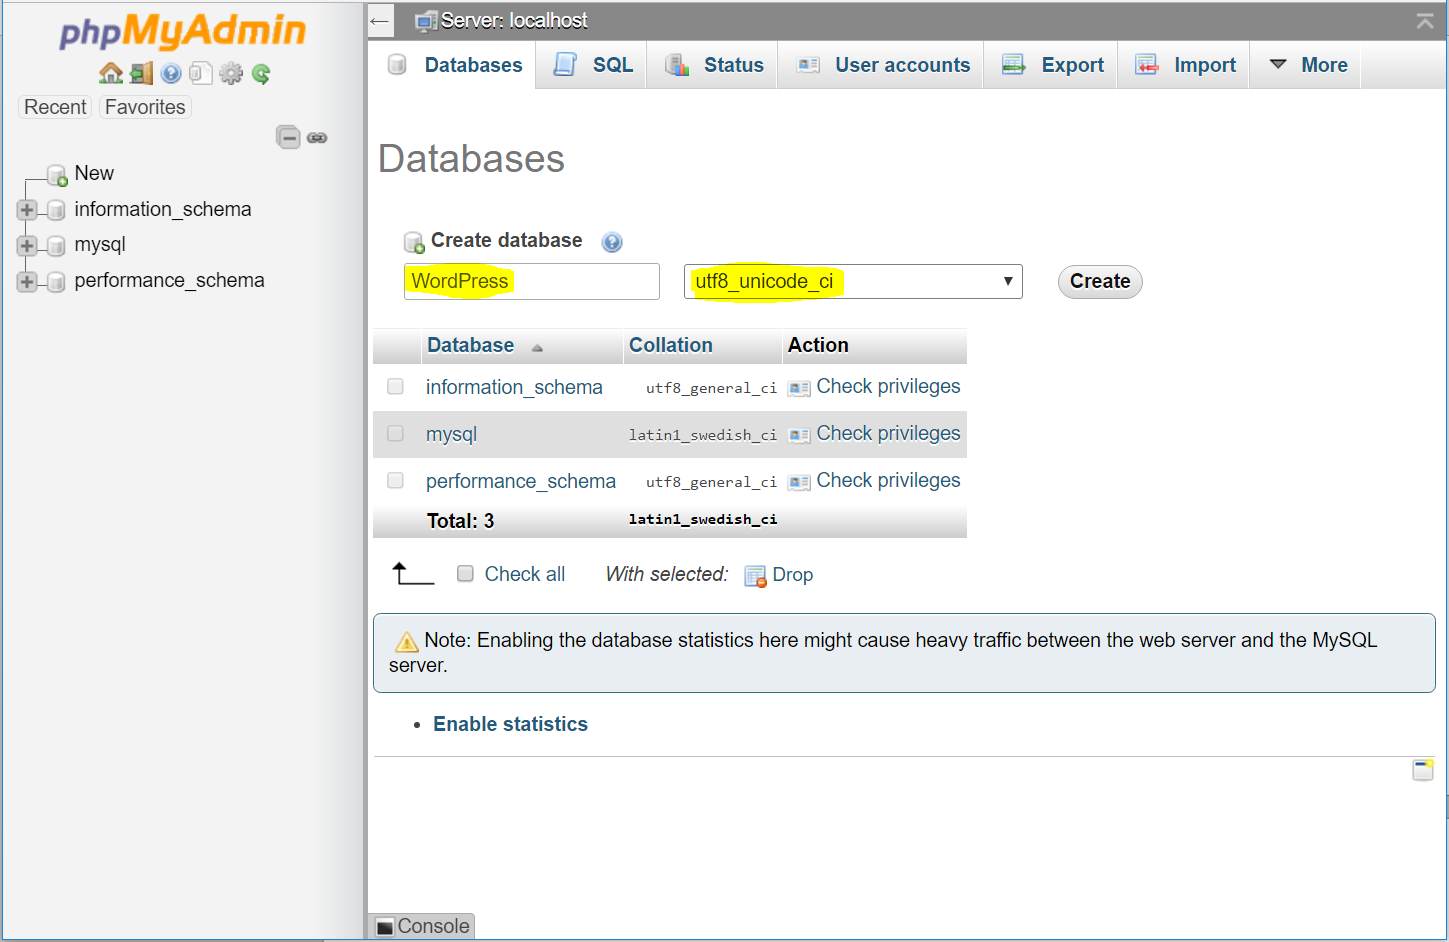 phpMyAdmin
Recent Favorites
New
information_schema
mysql
performance_schema
Server: localhost
Databases SQL Status User accounts Export Import More
Databases
Create database
WordPress utf8_unicode_ci Create
Database Collation Action
information_schema utf8_general_ci Check privileges
mysql latin1_swedish_ci Check privileges
performance_schema utf8_general_ci Check privileges
Total: 3 latin1_swedish_ci
Check all With selected: Drop
Note: Enabling the database statistics here might cause heavy traffic between the web server and the MySQL
server.
Enable statistics
Console